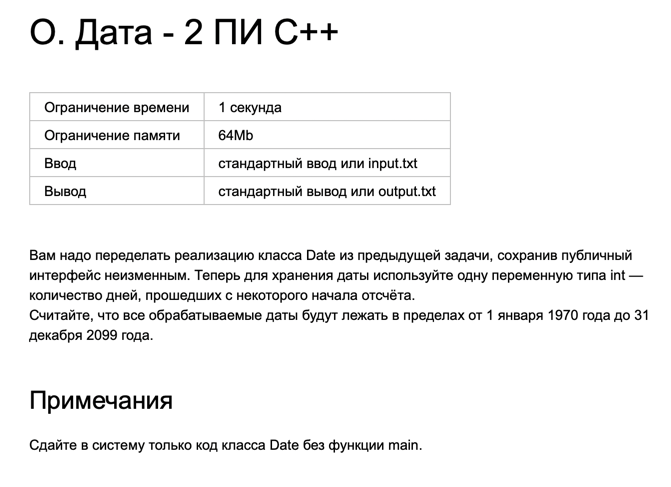 O. Дата - 2 ПИ C++
Ограничение времени 1 секунда
Ограничение памяти 64Mb
Ввод стандартный ввод или input.txt
Вывод стандартный вывод или output.txt
Вам надо переделать реализацию класса Date из предыдущей задачи, сохранив публичный
интерфейс неизменным. Теперь для хранения даты используйте одну переменную типа int —
количество дней, прошедших с некоторого начала отсчёта.
Считайте, что все обрабатываемые даты будут лежать в пределах от 1 января 1970 года до 31
декабря 2099 года.
Примечания
Сдайте в систему только код класса Date без функции main.